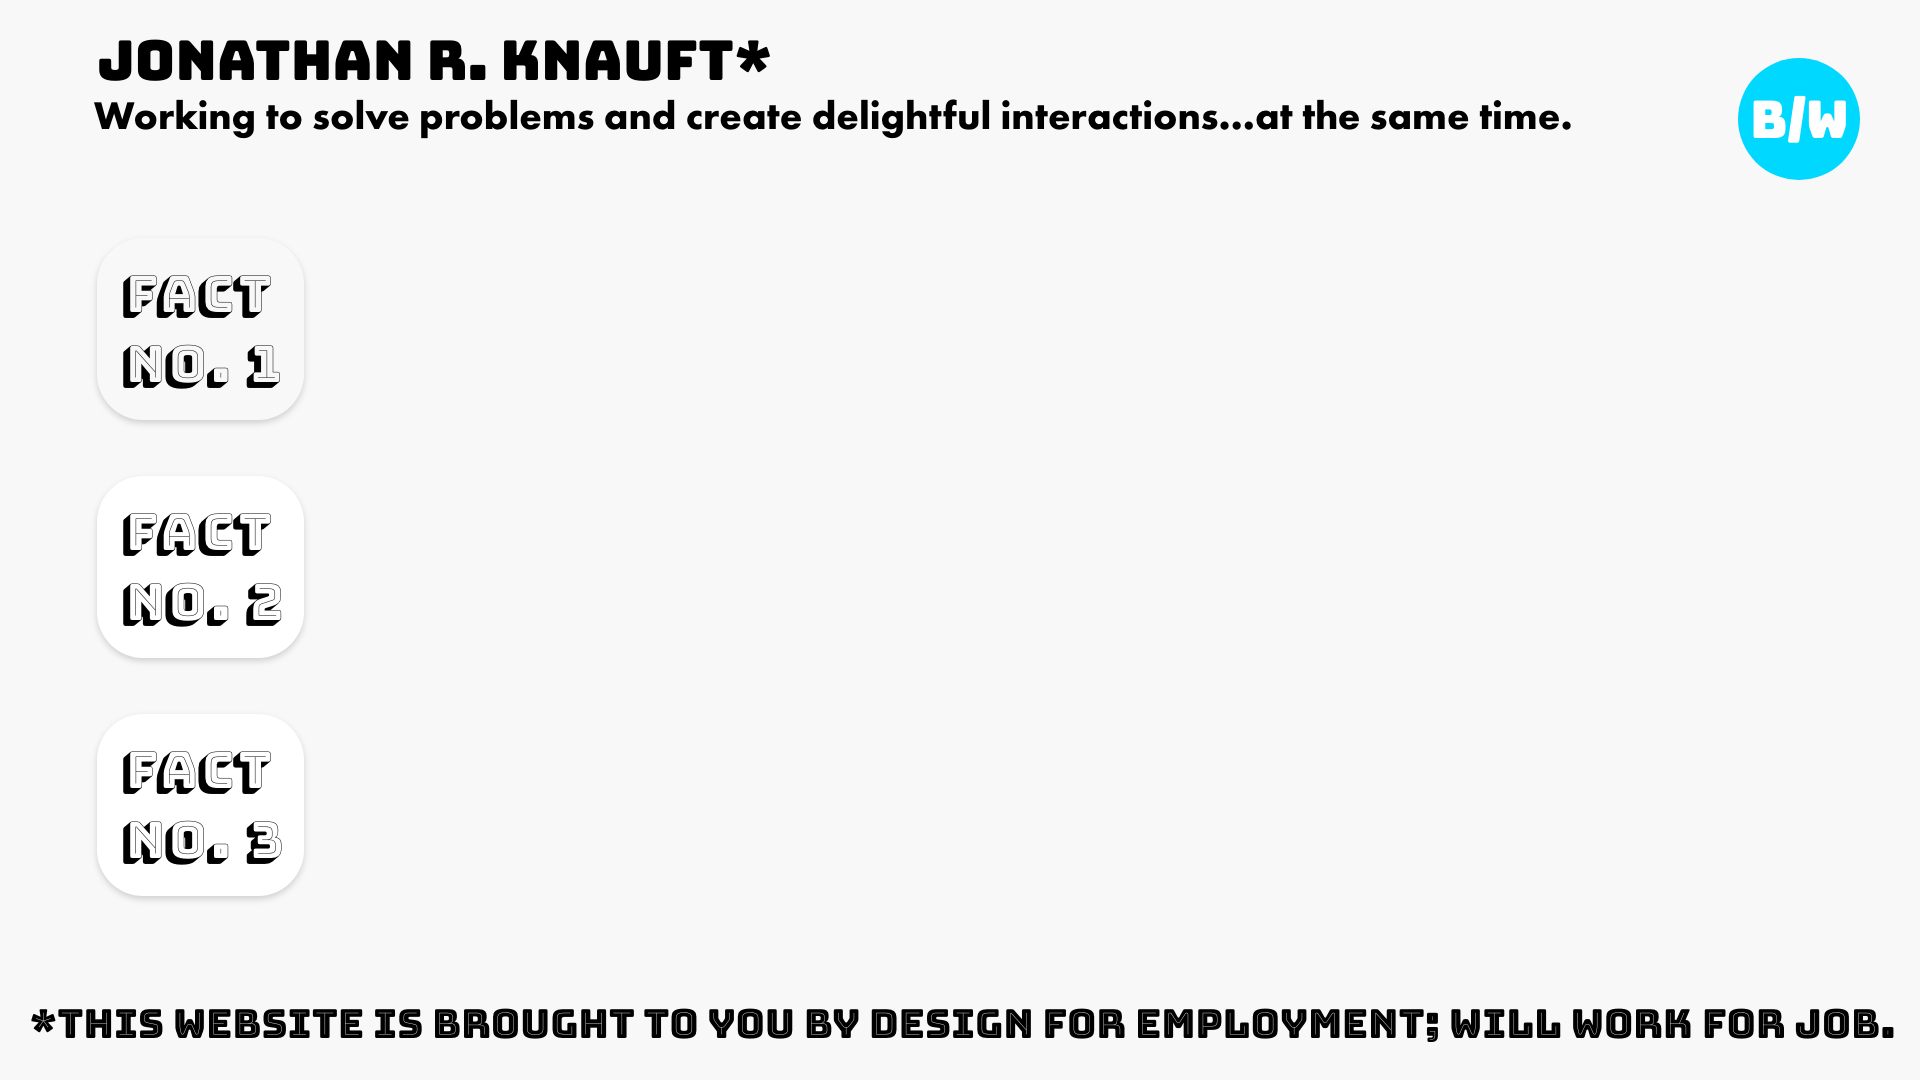 JONATHAN R. KNAUFT*
Working to solve problems and create delightful interactions...at the same time.
B/W
FACT
NO. 1
FACT
NO. 2
FACT
NO. 3
*THIS WEBSITE IS BROUGHT TO YOU BY DESIGN FOR EMPLOYMENT; WILL WORK FOR JOB.